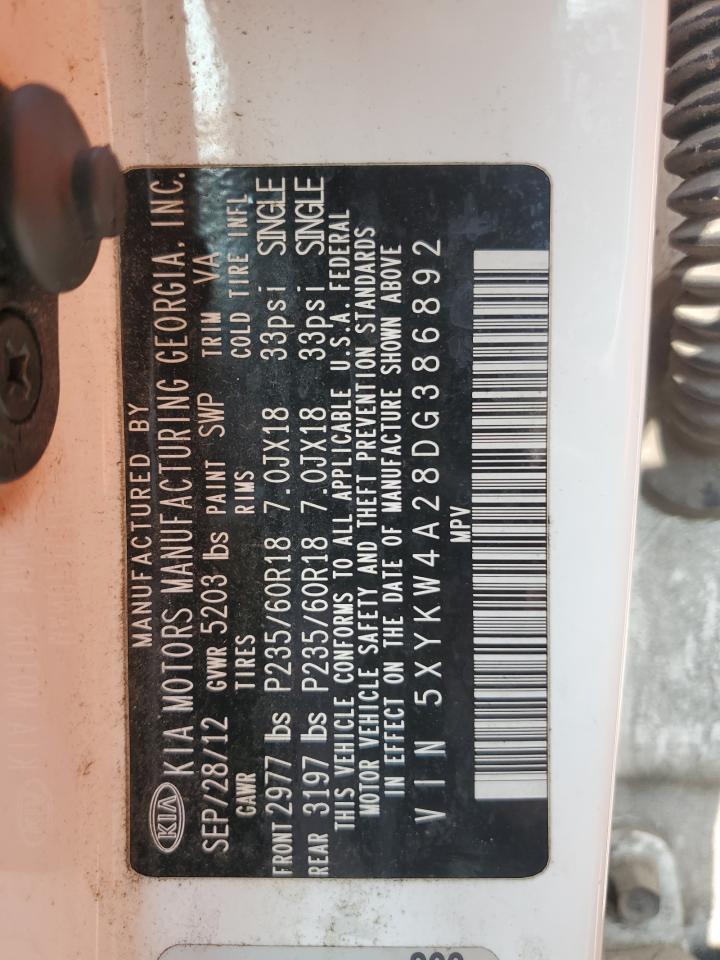 MANUFACTURED BY
KIA KIA MOTORS MANUFACTURING GEORGIA, INC.
SEP/28/12 GVWR 5203 lbs PAINT SWP TRIM VA
GAWR TIRES RIMS COLD TIRE INFL
FRONT 2977 lbs P235/60R18 7.0JX18 33psi SINGLE
REAR 3197 lbs P235/60R18 7.0JX18 33psi SINGLE
THIS VEHICLE CONFORMS TO ALL APPLICABLE U.S.A. FEDERAL
MOTOR VEHICLE SAFETY AND THEFT PREVENTION STANDARDS
IN EFFECT ON THE DATE OF MANUFACTURE SHOWN ABOVE
VIN 5XYKW4A28DG386892
MPV